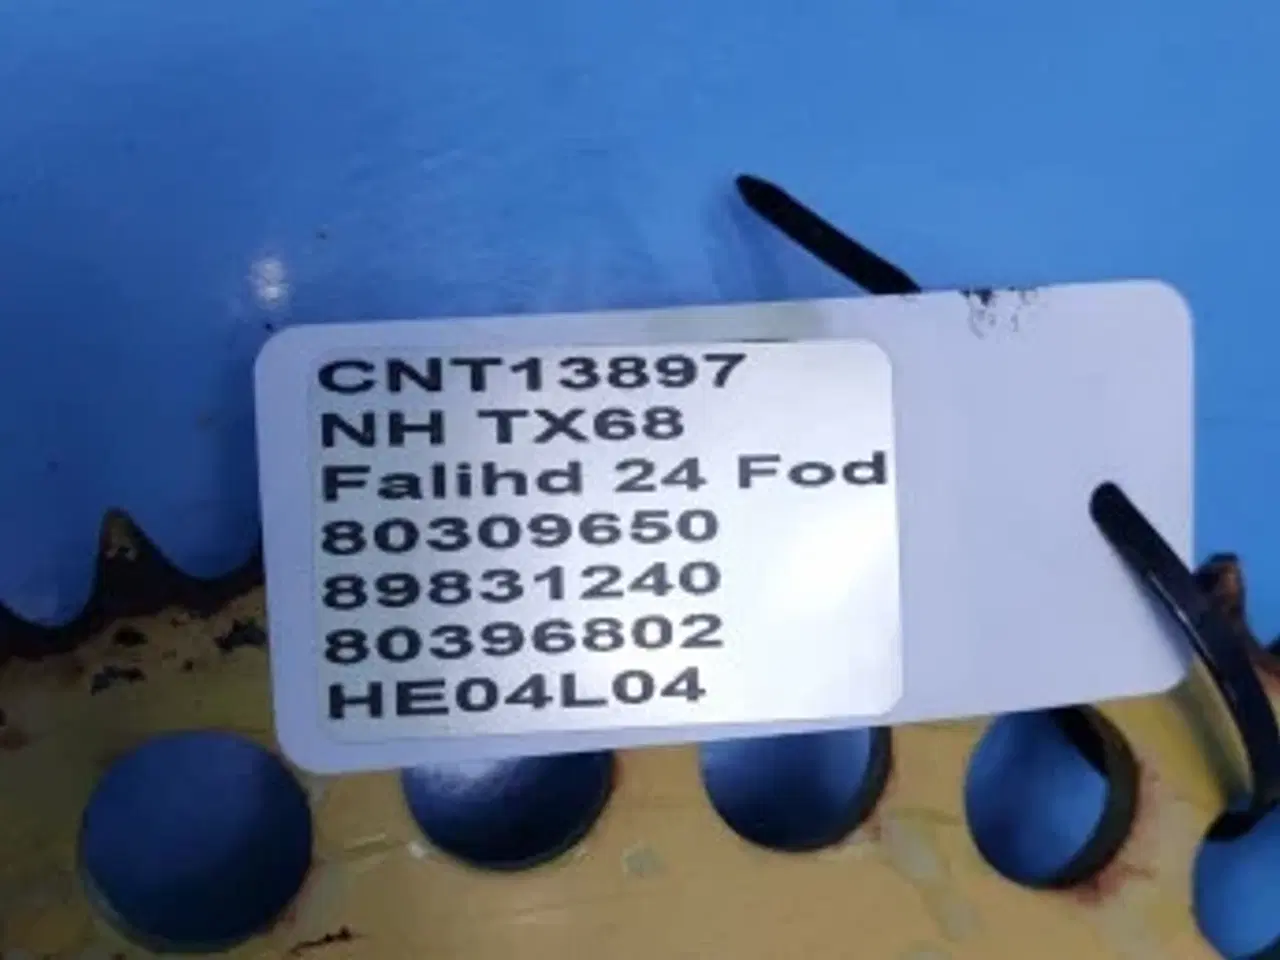 CNT13897
NH TX68
Falihd 24 Fod
80309650
89831240
80396802
HE04L04